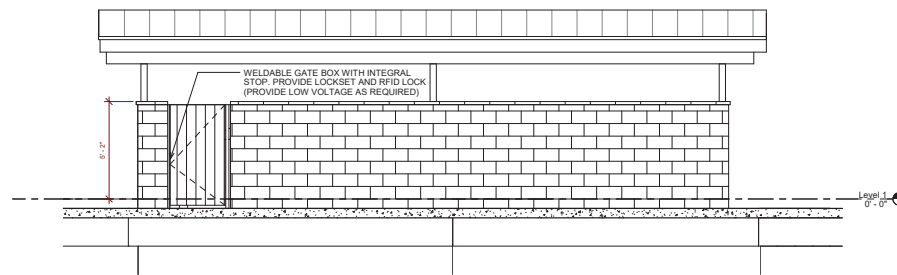 WELDABLE GATE BOX WITH INTEGRAL
STOP. PROVIDE LOCKSET AND RFID LOCK
(PROVIDE LOW VOLTAGE AS REQUIRED)
5' - 2"
Level 1
0' - 0"